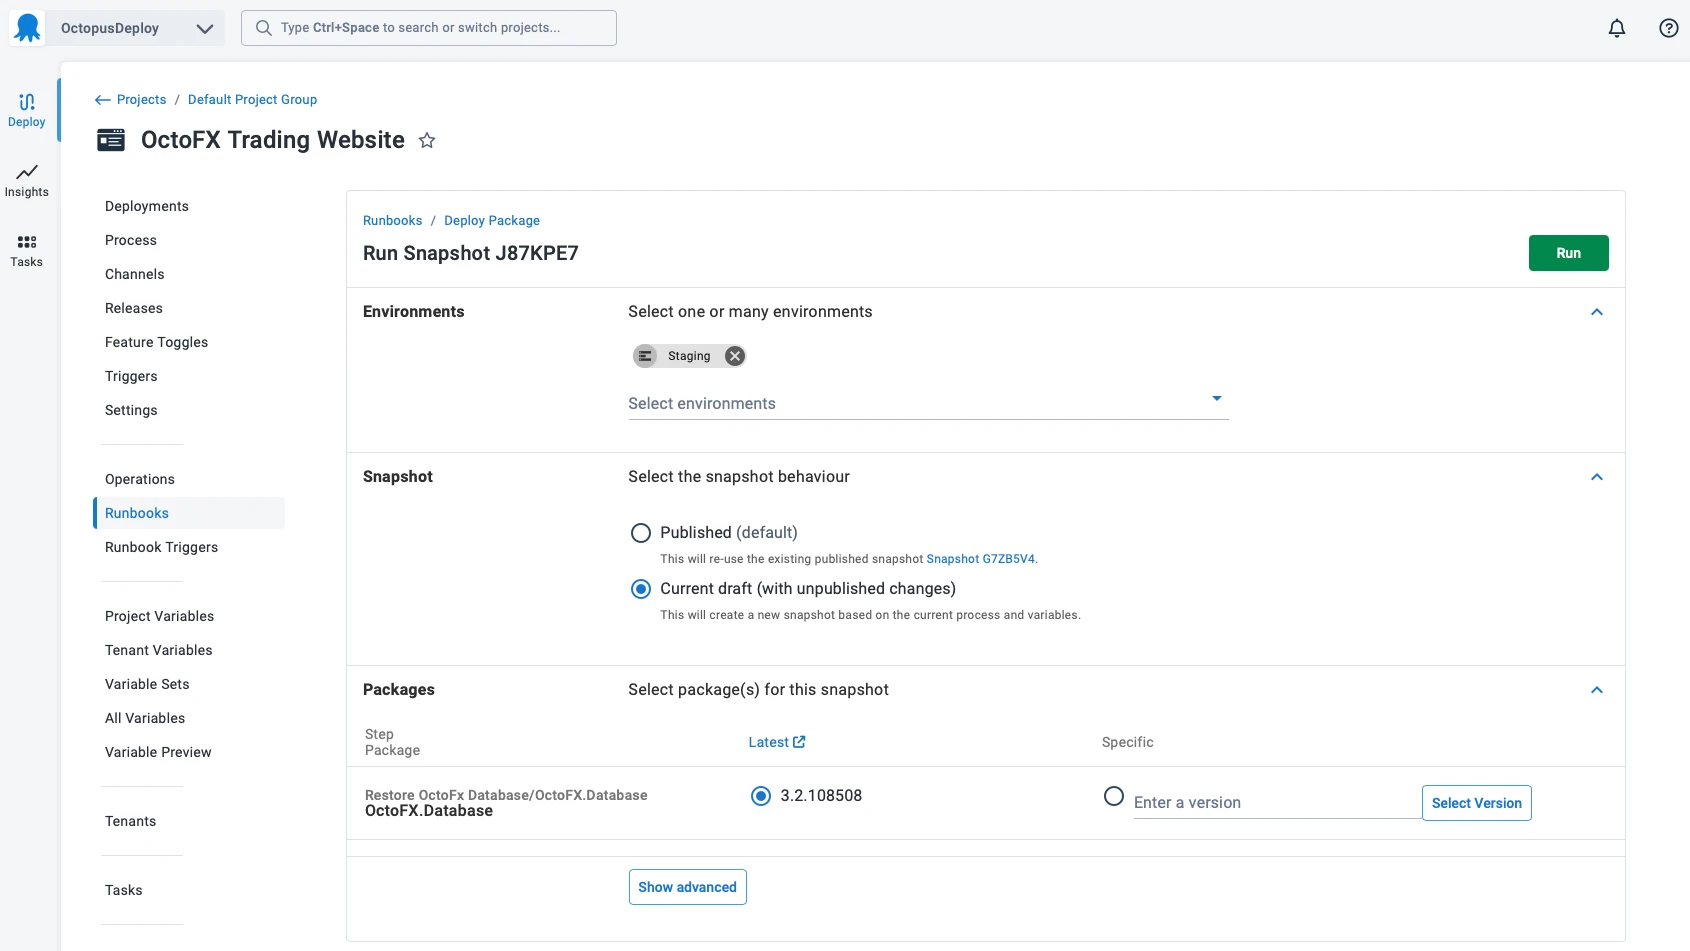 OctopusDeploy
Type Ctrl+Space to search or switch projects...
Deploy
Insights
Tasks
Projects / Default Project Group
OctoFX Trading Website
Deployments
Process
Channels
Releases
Feature Toggles
Triggers
Settings
Operations
Runbooks
Runbook Triggers
Project Variables
Tenant Variables
Variable Sets
All Variables
Variable Preview
Tenants
Tasks
Runbooks / Deploy Package
Run Snapshot J87KPE7
Run
Environments
Select one or many environments
Staging
Select environments
Snapshot
Select the snapshot behaviour
Published (default)
This will re-use the existing published snapshot Snapshot G7ZB5V4.
Current draft (with unpublished changes)
This will create a new snapshot based on the current process and variables.
Packages
Select package(s) for this snapshot
Step
Package
Latest
Specific
Restore OctoFx Database/OctoFX.Database
OctoFX.Database
3.2.108508
Enter a version
Select Version
Show advanced